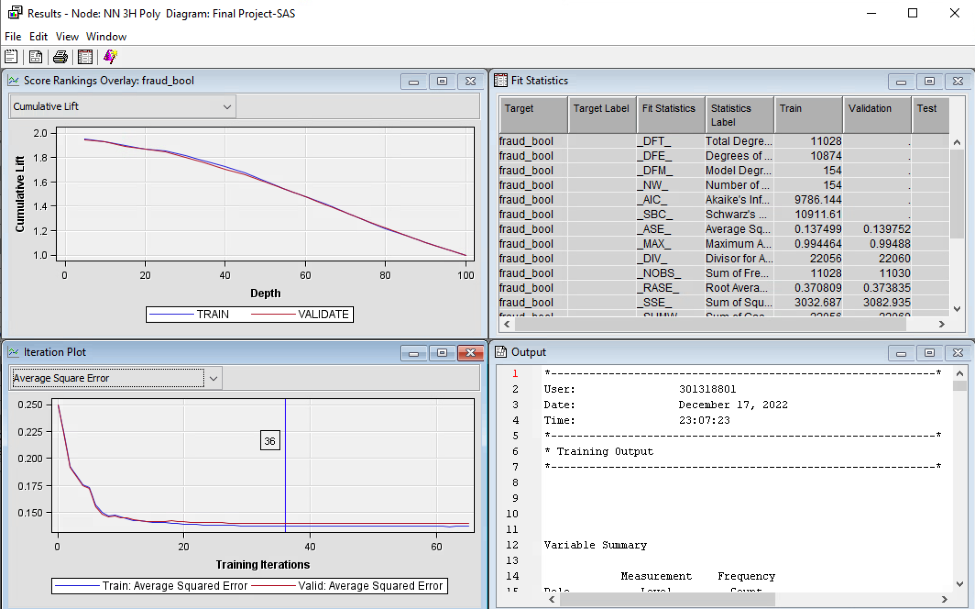 Results - Node: NN 3H Poly Diagram: Final Project-SAS
File Edit View Window
Score Rankings Overlay: fraud_bool
Cumulative Lift
Cumulative Lift
2.0
1.8
1.6
1.4
1.2
1.0
0 20 40 60 80 100
Depth
TRAIN VALIDATE
Fit Statistics
Target Target Label Fit Statistics Statistics Label Train Validation Test
fraud_bool _DFT_ Total Degre... 11028 .
fraud_bool _DFE_ Degrees of ... 10874 .
fraud_bool _DFM_ Model Degr... 154 .
fraud_bool _NW_ Number of ... 154 .
fraud_bool _AIC_ Akaike's Inf... 9786.144 .
fraud_bool _SBC_ Schwarz's ... 10911.61 .
fraud_bool _ASE_ Average Sq... 0.137499 0.139752
fraud_bool _MAX_ Maximum A... 0.994464 0.99488
fraud_bool _DIV_ Divisor for A... 22056 22060
fraud_bool _NOBS_ Sum of Fre... 11028 11030
fraud_bool _RASE_ Root Avera... 0.370809 0.373835
fraud_bool _SSE_ Sum of Squ... 3032.687 3082.935
Iteration Plot
Average Square Error
0.250
0.225
0.200
0.175
0.150
36
0 20 40 60
Training Iterations
Train: Average Squared Error Valid: Average Squared Error
Output
1 *------------------------------------------------------------*
2 User: 301318801
3 Date: December 17, 2022
4 Time: 23:07:23
5 *------------------------------------------------------------*
6 * Training Output
7 *------------------------------------------------------------*
8
9
10
11
12 Variable Summary
13
14 Measurement Frequency
15 Role Level Count